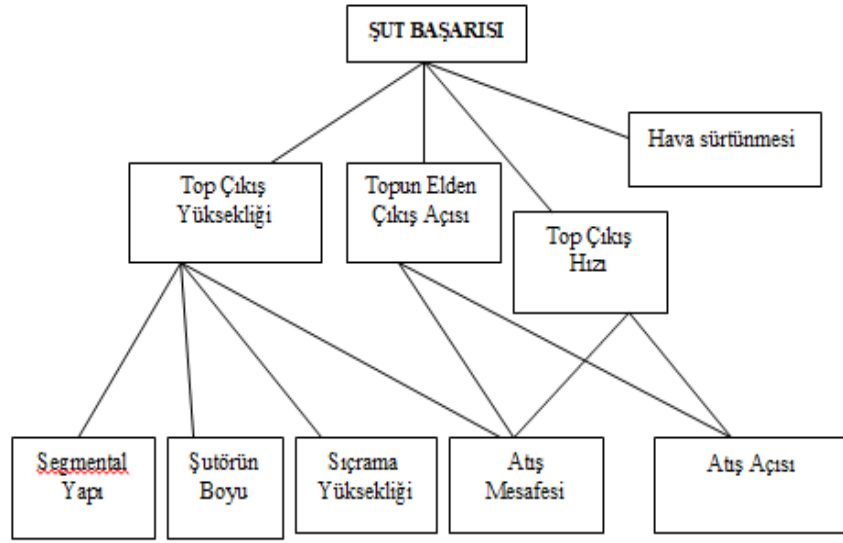 ŞUT BAŞARISI
Hava sürtünmesi
Top Çıkış
Yüksekliği
Topun Elden
Çıkış Açısı
Top Çıkış
Hızı
Segmental
Yapı
Şutörün
Boyu
Sıçrama
Yüksekliği
Atış
Mesafesi
Atış Açısı